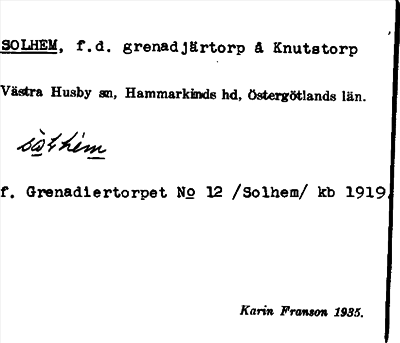 SOLHEM, f.d. grenadjärtorp å Knutstorp
Västra Husby sn, Hammarkinds hd, Östergötlands län.
sòlhèm
f. Grenadiertorpet No 12 /Solhem/ kb 1919.
Karin Franson 1935.